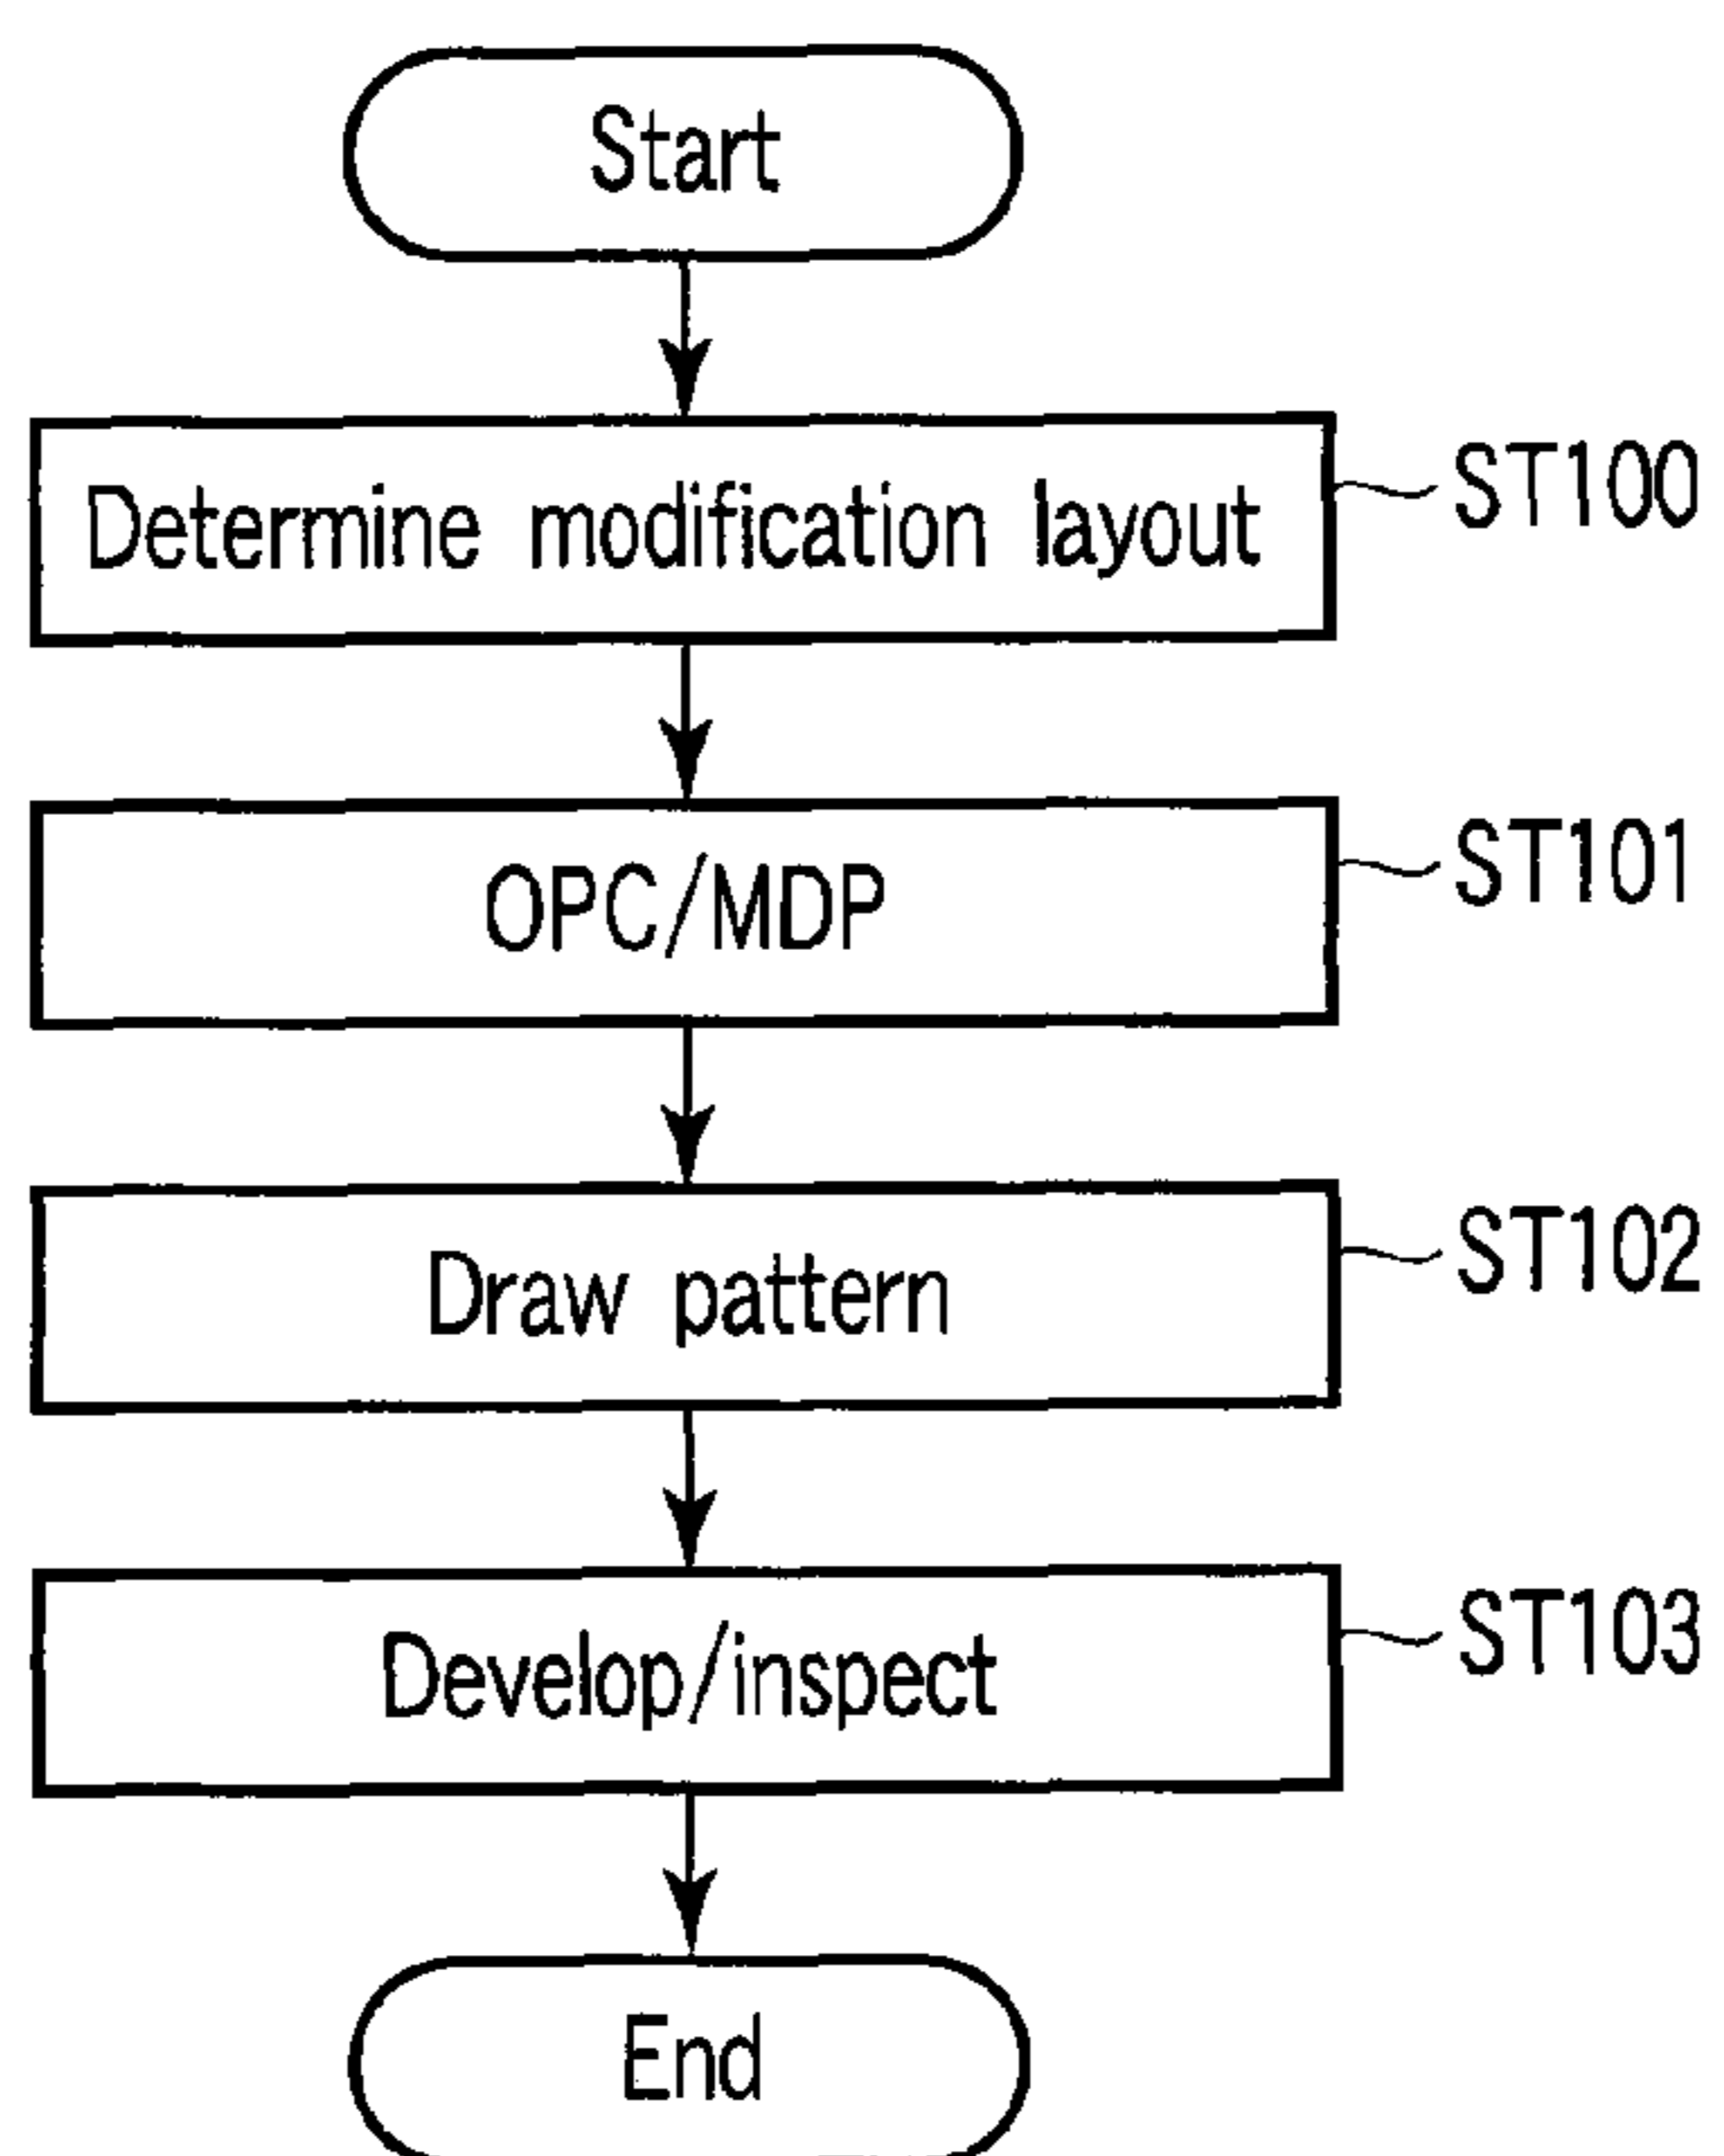 Start
Determine modification layout
ST100
OPC/MDP
ST101
Draw pattern
ST102
Develop/inspect
ST103
End